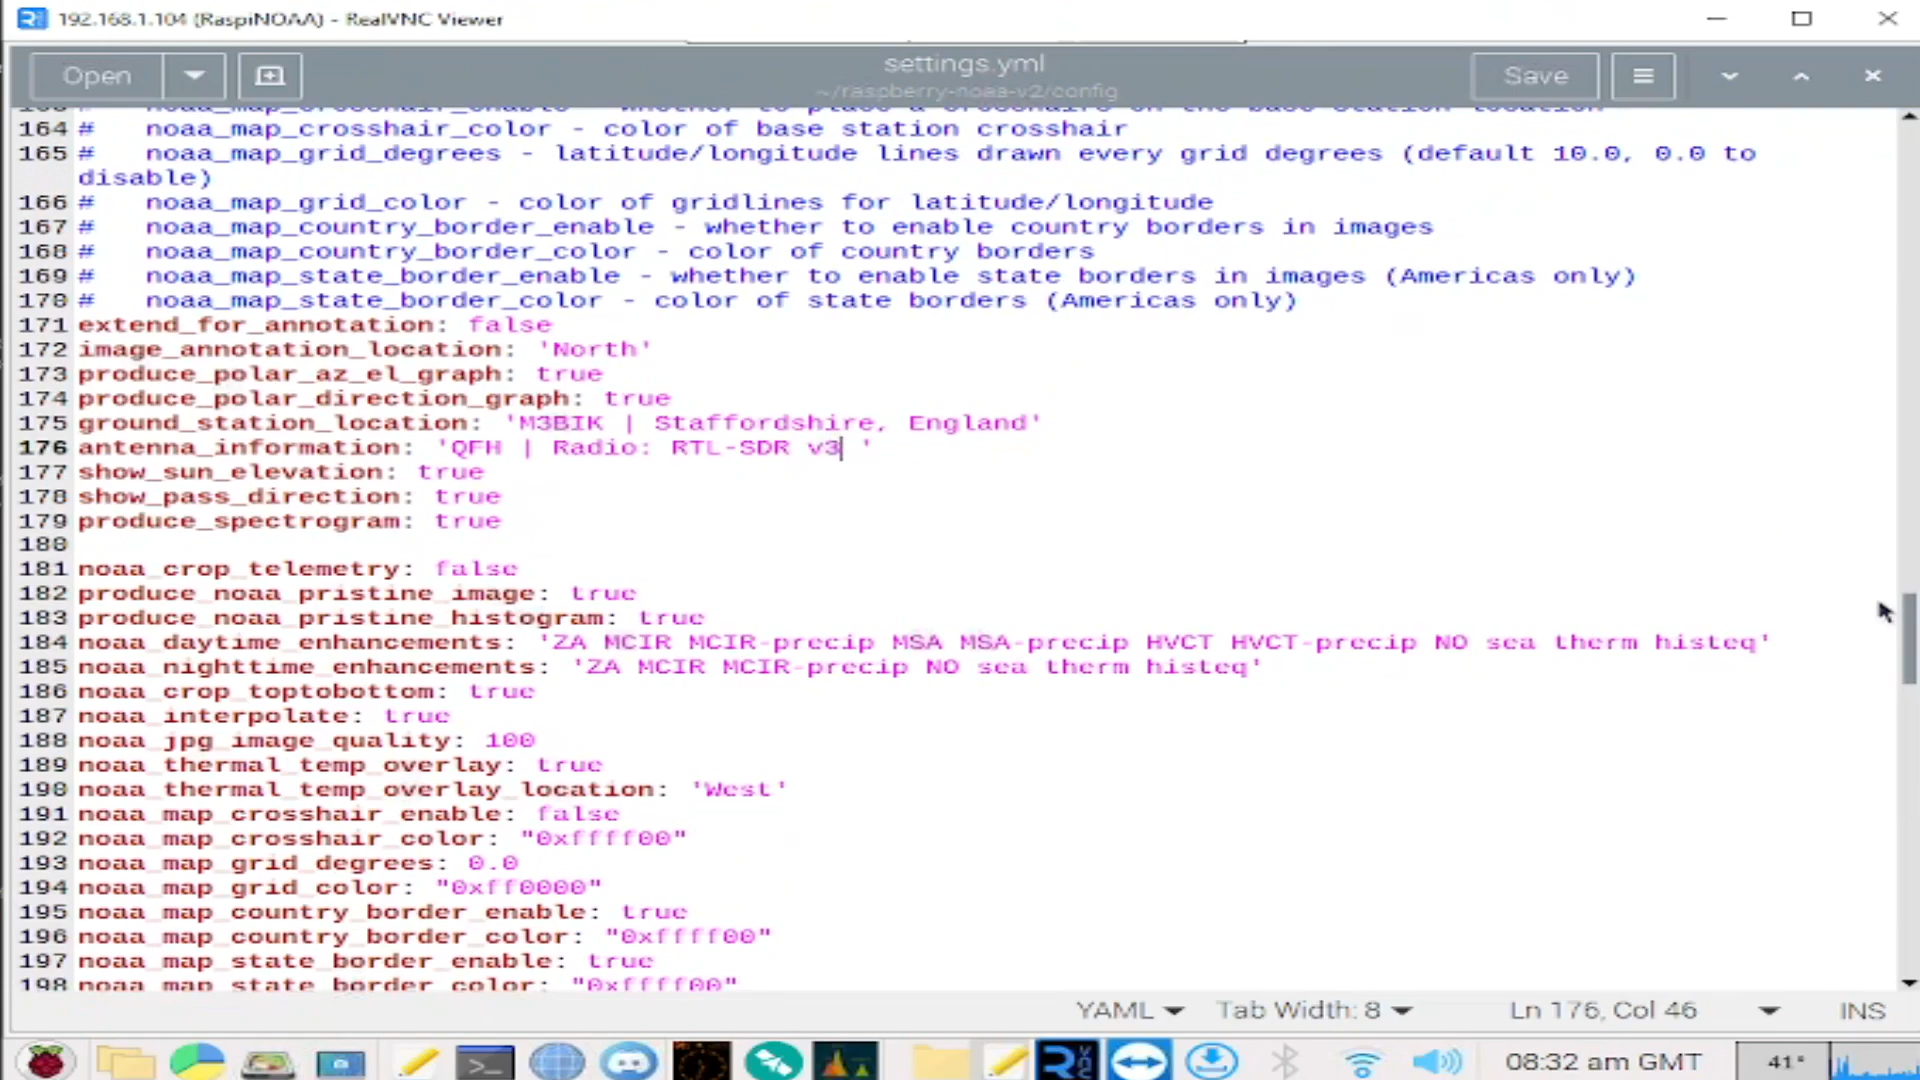 192.168.1.104 (RaspiNOAA) - RealVNC Viewer
Open
settings.yml
~/raspberry-noaa-v2/config
Save
164 #   noaa_map_crosshair_color - color of base station crosshair
165 #   noaa_map_grid_degrees - latitude/longitude lines drawn every grid degrees (default 10.0, 0.0 to
disable)
166 #   noaa_map_grid_color - color of gridlines for latitude/longitude
167 #   noaa_map_country_border_enable - whether to enable country borders in images
168 #   noaa_map_country_border_color - color of country borders
169 #   noaa_map_state_border_enable - whether to enable state borders in images (Americas only)
170 #   noaa_map_state_border_color - color of state borders (Americas only)
171 extend_for_annotation: false
172 image_annotation_location: 'North'
173 produce_polar_az_el_graph: true
174 produce_polar_direction_graph: true
175 ground_station_location: 'M3BIK | Staffordshire, England'
176 antenna_information: 'QFH | Radio: RTL-SDR v3 '
177 show_sun_elevation: true
178 show_pass_direction: true
179 produce_spectrogram: true
180
181 noaa_crop_telemetry: false
182 produce_noaa_pristine_image: true
183 produce_noaa_pristine_histogram: true
184 noaa_daytime_enhancements: 'ZA MCIR MCIR-precip MSA MSA-precip HVCT HVCT-precip NO sea therm histeq'
185 noaa_nighttime_enhancements: 'ZA MCIR MCIR-precip NO sea therm histeq'
186 noaa_crop_toptobottom: true
187 noaa_interpolate: true
188 noaa_jpg_image_quality: 100
189 noaa_thermal_temp_overlay: true
190 noaa_thermal_temp_overlay_location: 'West'
191 noaa_map_crosshair_enable: false
192 noaa_map_crosshair_color: "0xffff00"
193 noaa_map_grid_degrees: 0.0
194 noaa_map_grid_color: "0xff0000"
195 noaa_map_country_border_enable: true
196 noaa_map_country_border_color: "0xffff00"
197 noaa_map_state_border_enable: true
198 noaa_map_state_border_color: "0xffff00"
YAML Tab Width: 8 Ln 176, Col 46 INS
08:32 am GMT 41°